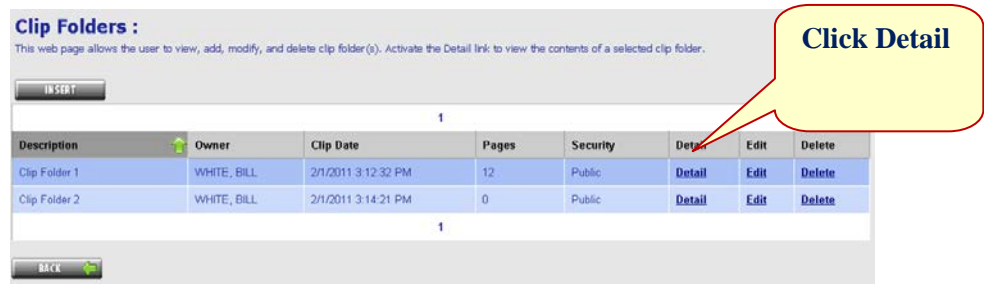 Clip Folders :
This web page allows the user to view, add, modify, and delete clip folder(s). Activate the Detail link to view the contents of a selected clip folder.
Click Detail
INSERT
1
Description Owner Clip Date Pages Security Detail Edit Delete
Clip Folder 1 WHITE, BILL 2/1/2011 3:12:32 PM 12 Public Detail Edit Delete
Clip Folder 2 WHITE, BILL 2/1/2011 3:14:21 PM 0 Public Detail Edit Delete
1
BACK